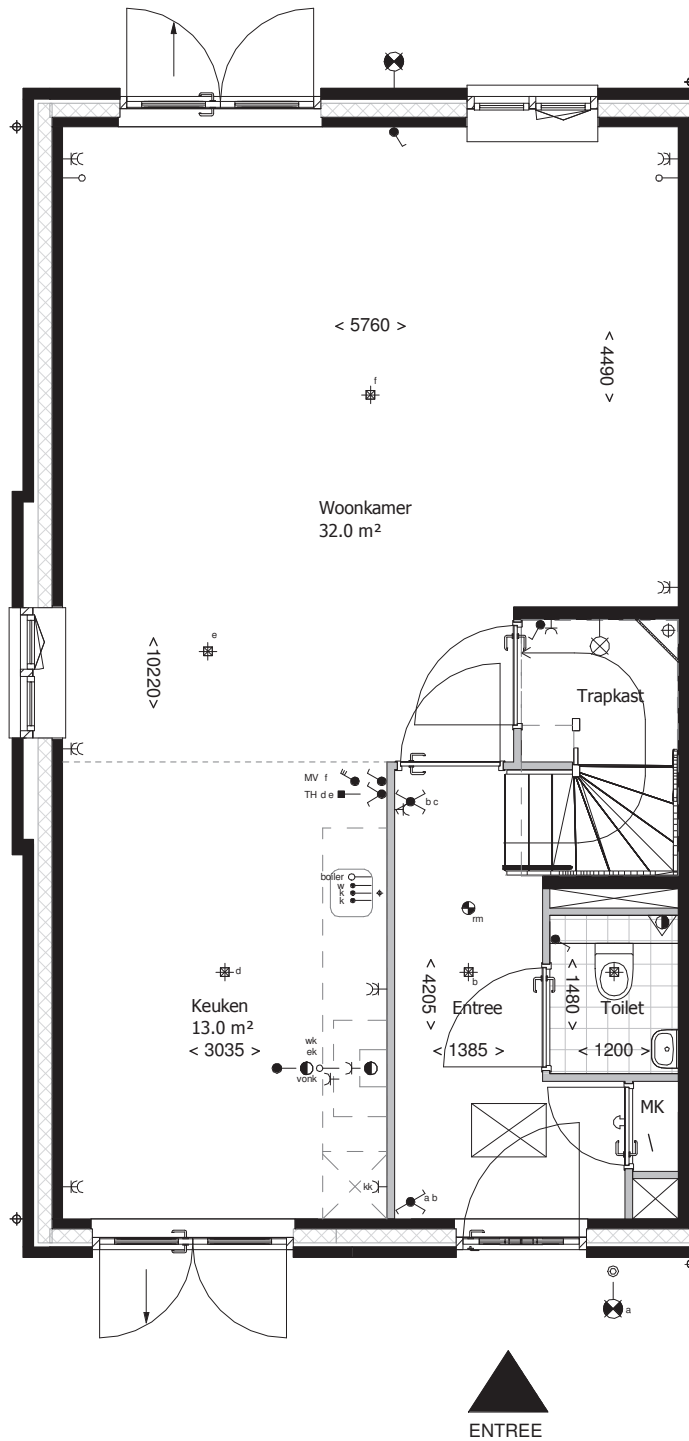 < 5760 >
< 4490 >
f
Woonkamer
32.0 m²
e
<10220>
Trapkast
MV f
TH d e
b c
boiler
w
k
k
rm
d
b
Keuken
13.0 m²
< 3035 >
< 4205 >
Entree
< 1385 >
< 1480 >
Toilet
< 1200 >
wk
ek
vonk
MK
kk
a b
a
ENTREE